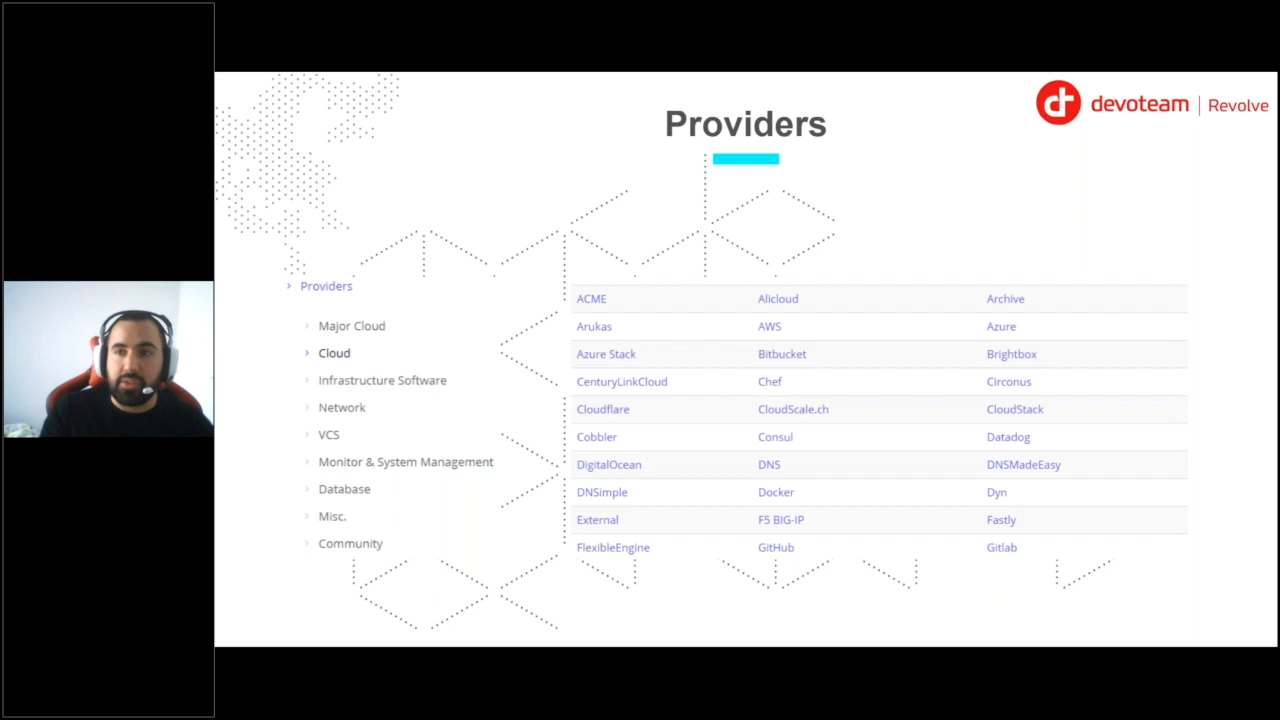 devoteam | Revolve
Providers
Providers
Major Cloud
Cloud
Infrastructure Software
Network
VCS
Monitor & System Management
Database
Misc.
Community
ACME Alicloud Archive
Arukas AWS Azure
Azure Stack Bitbucket Brightbox
CenturyLinkCloud Chef Circonus
Cloudflare CloudScale.ch CloudStack
Cobbler Consul Datadog
DigitalOcean DNS DNSMadeEasy
DNSimple Docker Dyn
External F5 BIG-IP Fastly
FlexibleEngine GitHub Gitlab